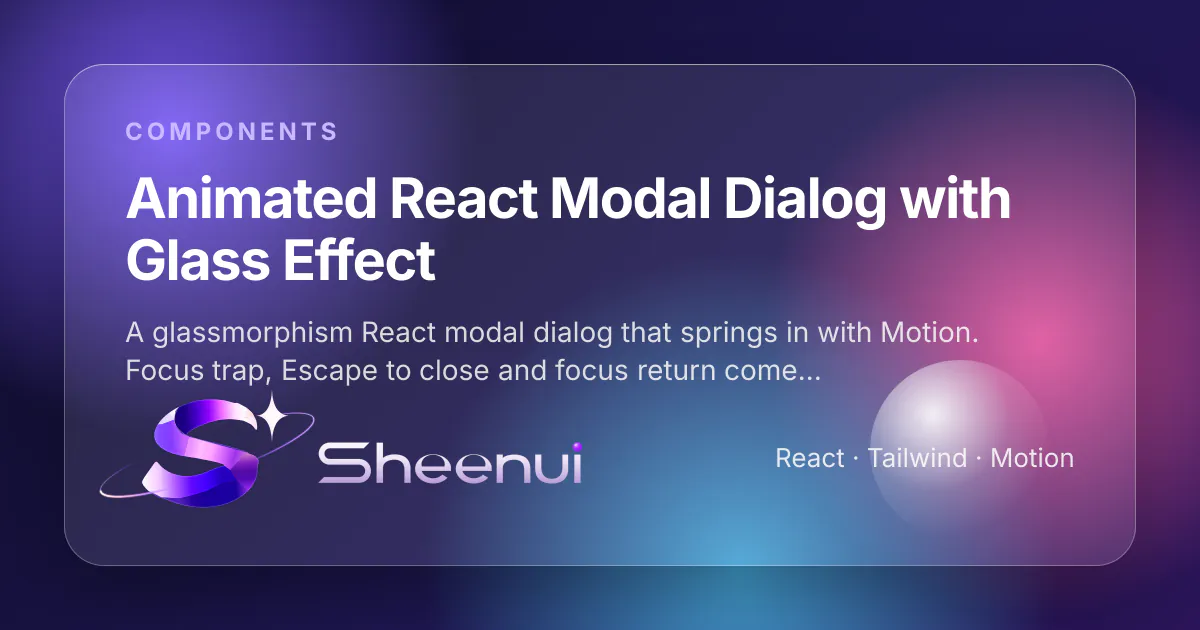 COMPONENTS
Animated React Modal Dialog with
Glass Effect
A glassmorphism React modal dialog that springs in with Motion.
Focus trap, Escape to close and focus return come...
Sheenui
React · Tailwind · Motion